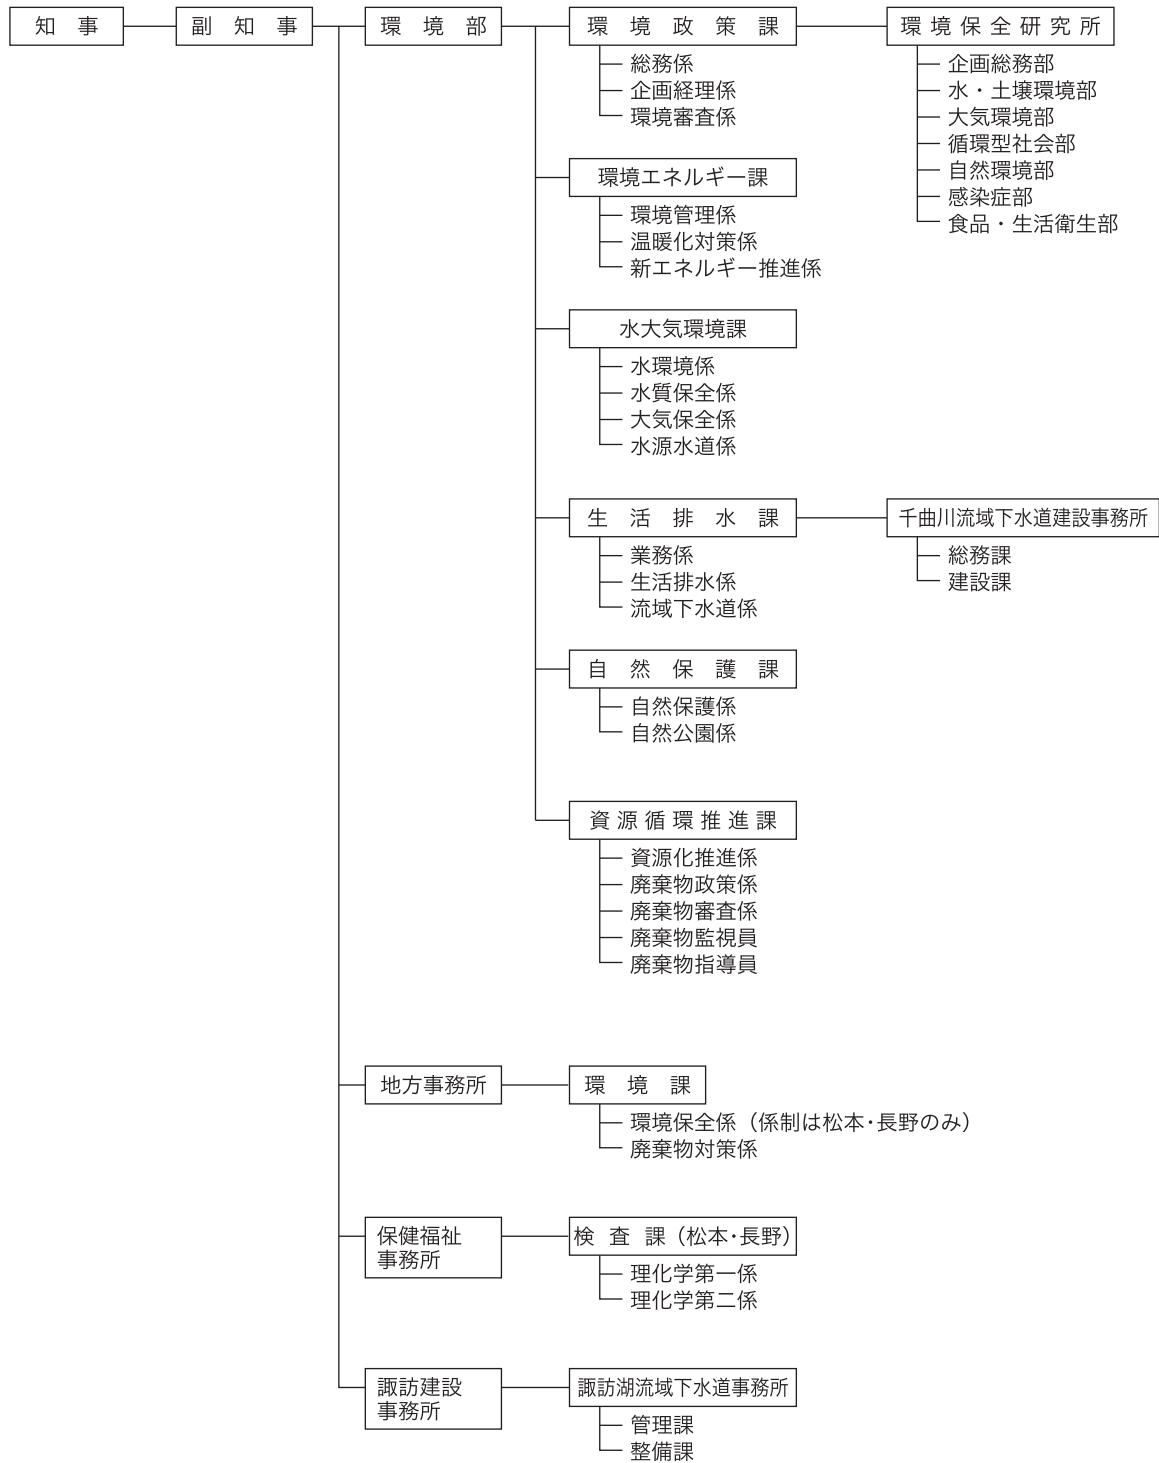 知事
副知事
環境部
環境政策課
総務係
企画経理係
環境審査係
環境保全研究所
企画総務部
水・土壌環境部
大気環境部
循環型社会部
自然環境部
感染症部
食品・生活衛生部
環境エネルギー課
環境管理係
温暖化対策係
新エネルギー推進係
水大気環境課
水環境係
水質保全係
大気保全係
水源水道係
生活排水課
業務係
生活排水係
流域下水道係
千曲川流域下水道建設事務所
総務課
建設課
自然保護課
自然保護係
自然公園係
資源循環推進課
資源化推進係
廃棄物政策係
廃棄物審査係
廃棄物監視員
廃棄物指導員
地方事務所
環境課
環境保全係（係制は松本・長野のみ）
廃棄物対策係
保健福祉
事務所
検査課（松本・長野）
理化学第一係
理化学第二係
諏訪建設
事務所
諏訪湖流域下水道事務所
管理課
整備課